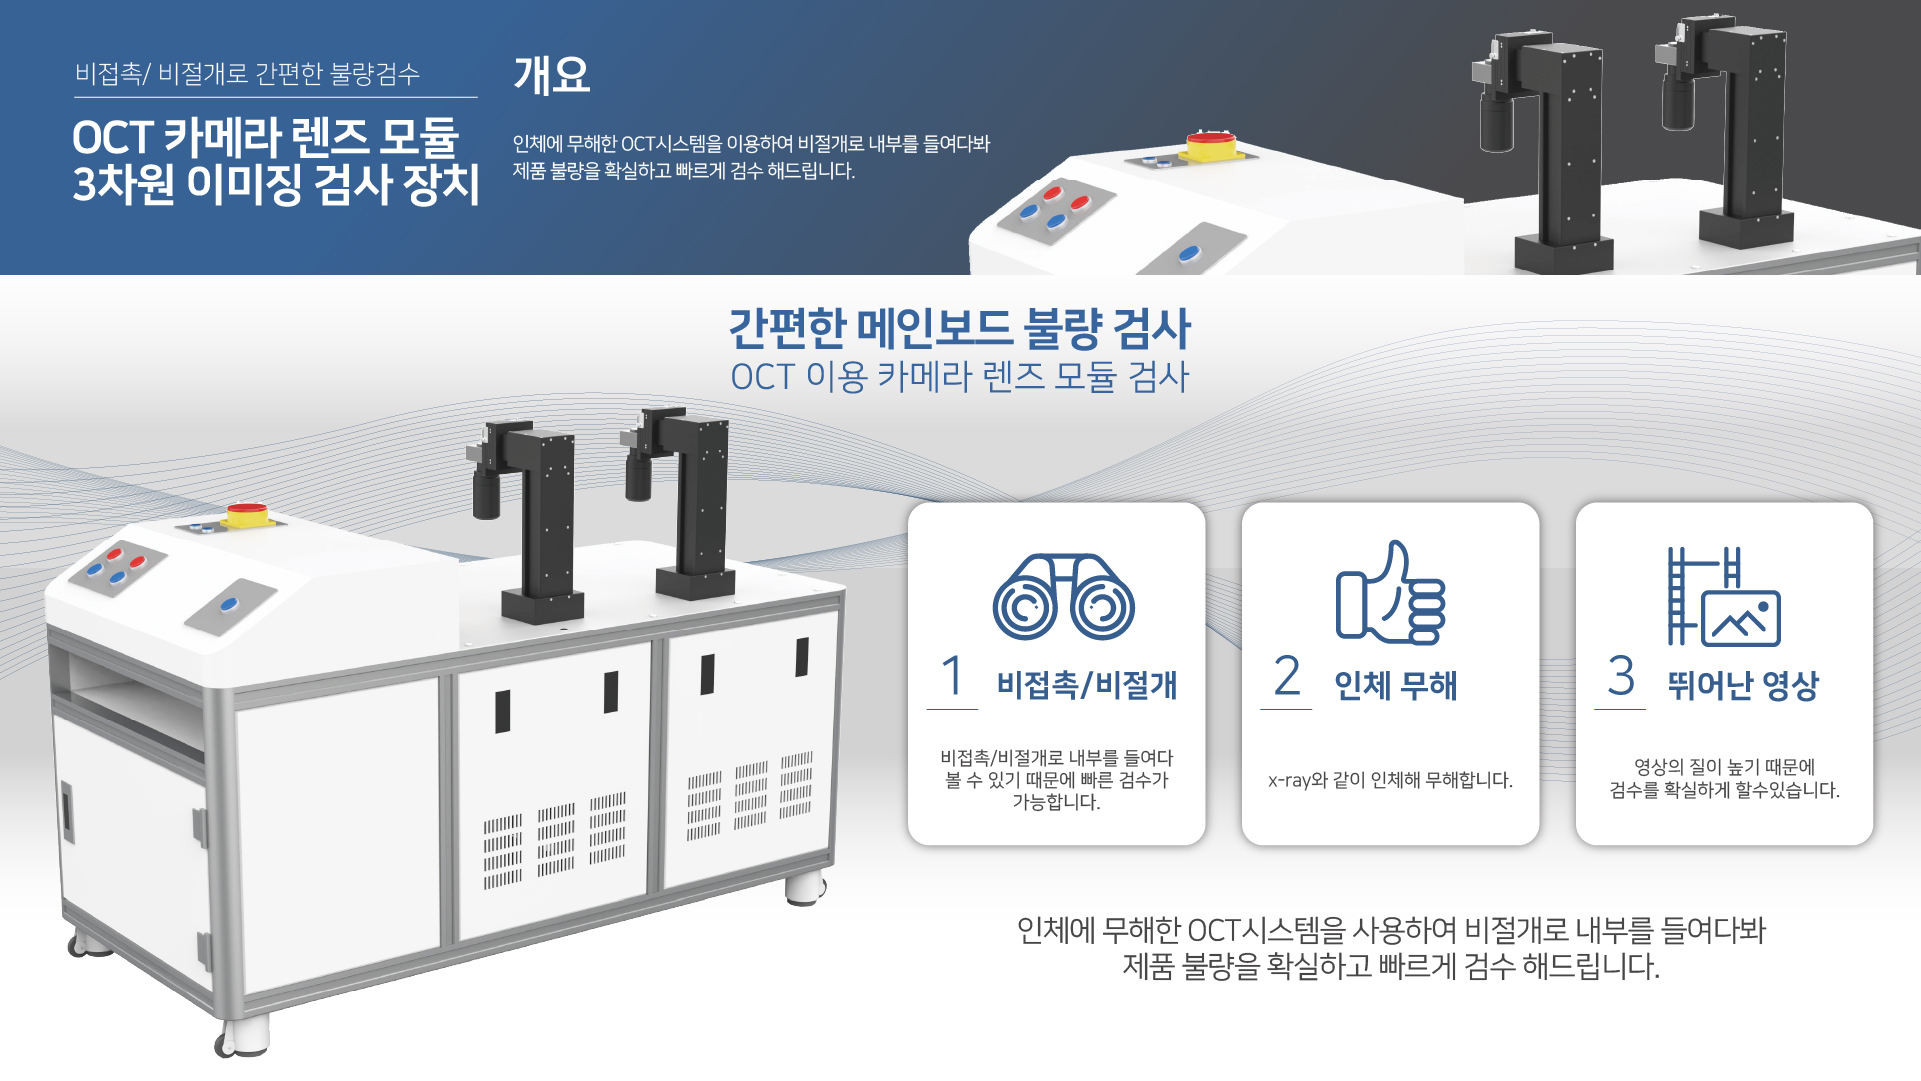 비접촉/ 비절개로 간편한 불량검수
OCT 카메라 렌즈 모듈
3차원 이미징 검사 장치
개요
인체에 무해한 OCT시스템을 이용하여 비절개로 내부를 들여다봐
제품 불량을 확실하고 빠르게 검수 해드립니다.
간편한 메인보드 불량 검사
OCT 이용 카메라 렌즈 모듈 검사
1 비접촉/비절개
비접촉/비절개로 내부를 들여다
볼 수 있기 때문에 빠른 검수가
가능합니다.
2 인체 무해
x-ray와 같이 인체해 무해합니다.
3 뛰어난 영상
영상의 질이 높기 때문에
검수를 확실하게 할수있습니다.
인체에 무해한 OCT시스템을 사용하여 비절개로 내부를 들여다봐
제품 불량을 확실하고 빠르게 검수 해드립니다.